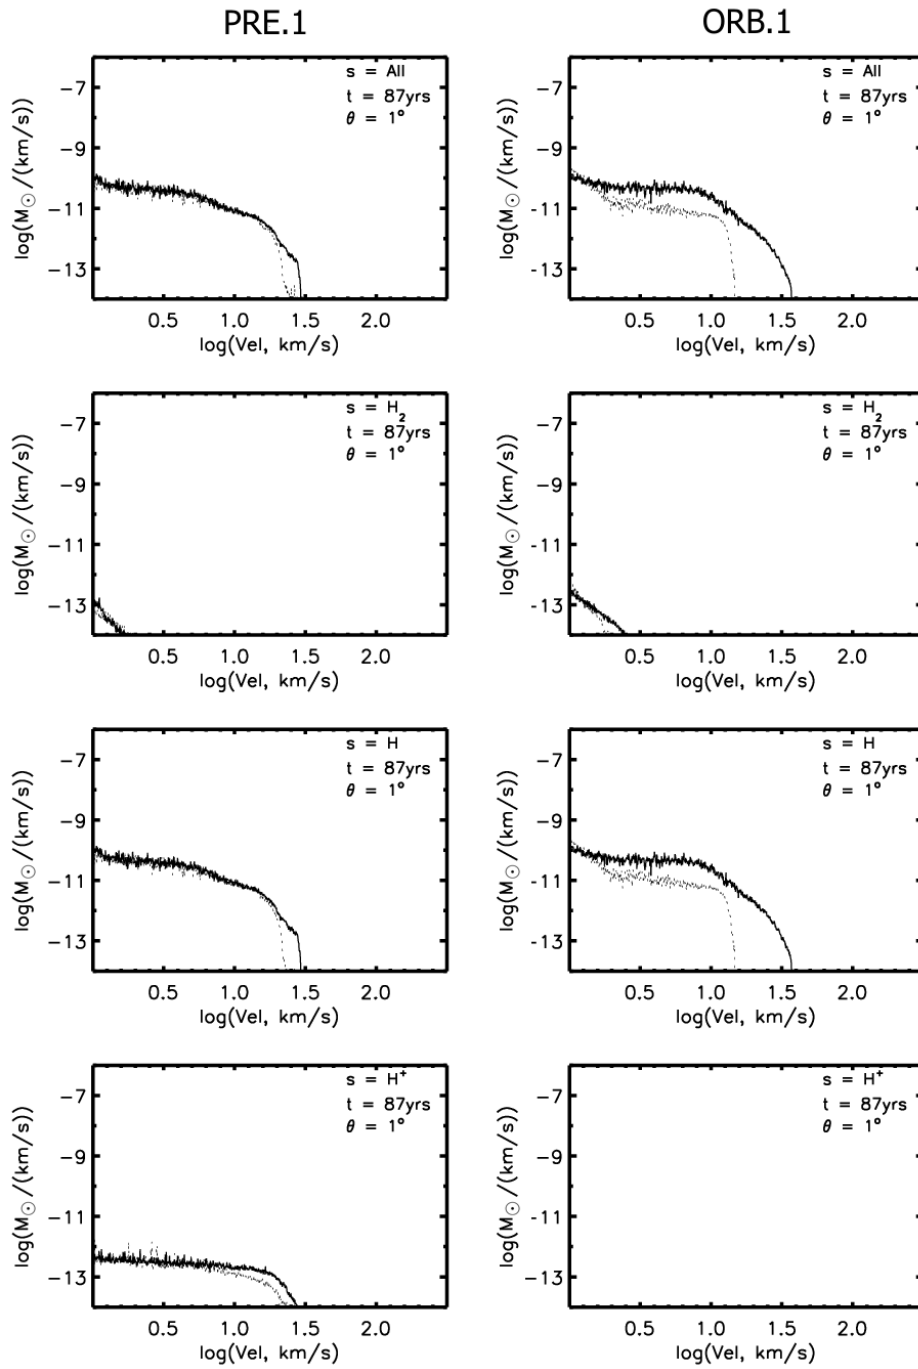 PRE.1 ORB.1
s = All
t = 87yrs
θ = 1°
−7
−9
−11
−13
log(M☉/(km/s))
0.5 1.0 1.5 2.0
log(Vel, km/s)
s = All
t = 87yrs
θ = 1°
−7
−9
−11
−13
log(M☉/(km/s))
0.5 1.0 1.5 2.0
log(Vel, km/s)
s = H₂
t = 87yrs
θ = 1°
−7
−9
−11
−13
log(M☉/(km/s))
0.5 1.0 1.5 2.0
log(Vel, km/s)
s = H₂
t = 87yrs
θ = 1°
−7
−9
-11
−13
log(M☉/(km/s))
0.5 1.0 1.5 2.0
log(Vel, km/s)
s = H
t = 87yrs
θ = 1°
−7
−9
−11
−13
log(M☉/(km/s))
0.5 1.0 1.5 2.0
log(Vel, km/s)
s = H
t = 87yrs
θ = 1°
−7
−9
-11
−13
log(M☉/(km/s))
0.5 1.0 1.5 2.0
log(Vel, km/s)
s = H⁺
t = 87yrs
θ = 1°
−7
−9
−11
−13
log(M☉/(km/s))
0.5 1.0 1.5 2.0
log(Vel, km/s)
s = H⁺
t = 87yrs
θ = 1°
−7
−9
-11
−13
log(M☉/(km/s))
0.5 1.0 1.5 2.0
log(Vel, km/s)